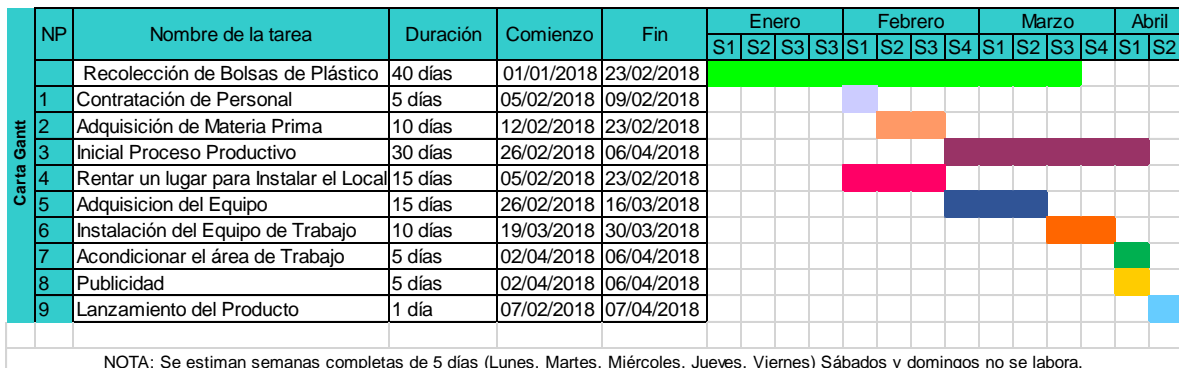 Carta Gantt
NP Nombre de la tarea Duración Comienzo Fin Enero Febrero Marzo Abril
S1 S2 S3 S3 S1 S2 S3 S4 S1 S2 S3 S4 S1 S2
Recolección de Bolsas de Plástico 40 días 01/01/2018 23/02/2018
1 Contratación de Personal 5 días 05/02/2018 09/02/2018
2 Adquisición de Materia Prima 10 días 12/02/2018 23/02/2018
3 Inicial Proceso Productivo 30 días 26/02/2018 06/04/2018
4 Rentar un lugar para Instalar el Local 15 días 05/02/2018 23/02/2018
5 Adquisicion del Equipo 15 días 26/02/2018 16/03/2018
6 Instalación del Equipo de Trabajo 10 días 19/03/2018 30/03/2018
7 Acondicionar el área de Trabajo 5 días 02/04/2018 06/04/2018
8 Publicidad 5 días 02/04/2018 06/04/2018
9 Lanzamiento del Producto 1 día 07/02/2018 07/04/2018
NOTA: Se estiman semanas completas de 5 días (Lunes, Martes, Miércoles, Jueves, Viernes) Sábados y domingos no se labora.